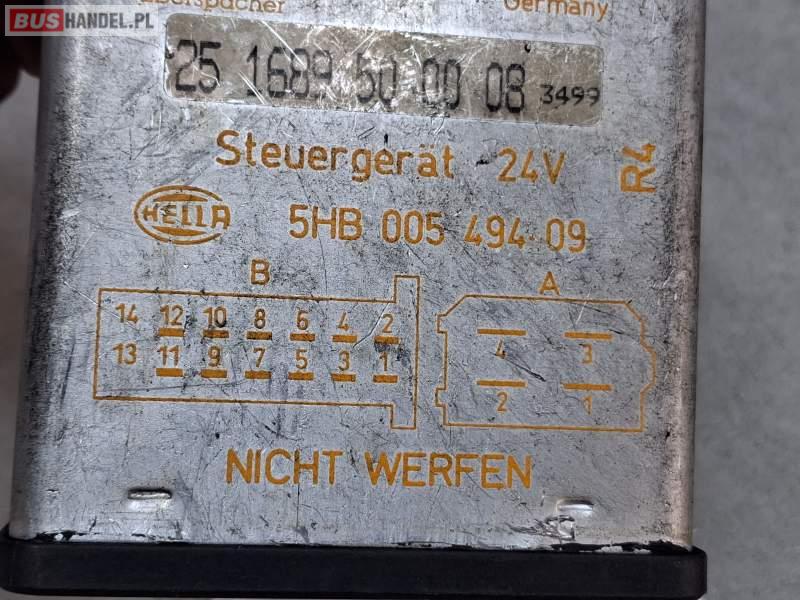 BUSHANDEL.PL
Eberspächer Germany
25 1689 50 00 08 3499
Steuergerät 24V R4
HELLA 5HB 005 494-09
B A
14 12 10 8 6 4 2
13 11 9 7 5 3 1
4 3
2 1
NICHT WERFEN